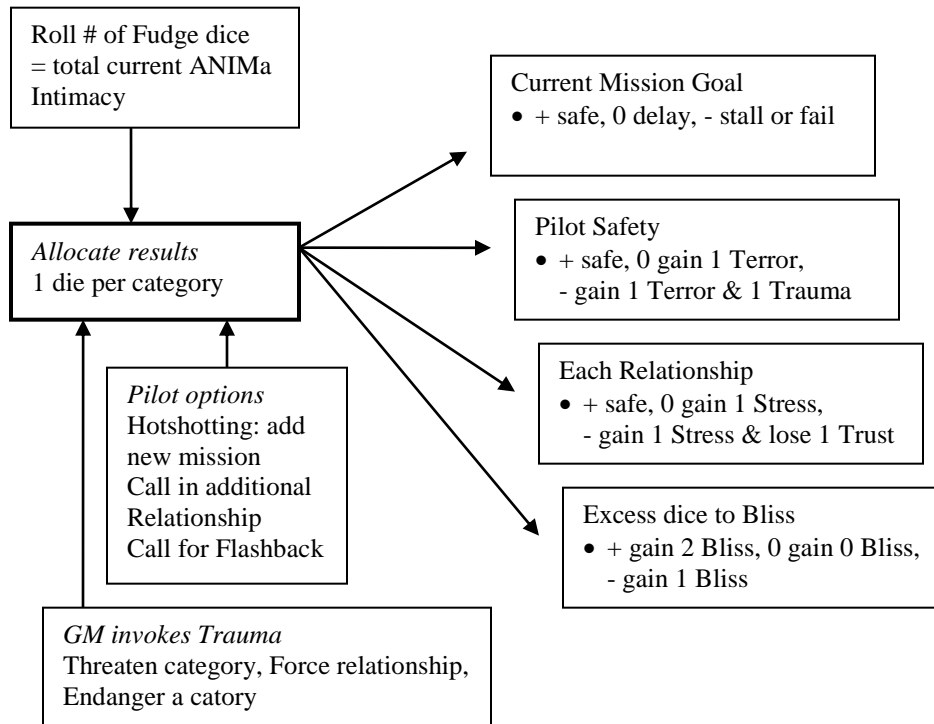 Roll # of Fudge dice
= total current ANIMa
Intimacy
Current Mission Goal
• + safe, 0 delay, - stall or fail
Allocate results
1 die per category
Pilot Safety
• + safe, 0 gain 1 Terror,
- gain 1 Terror & 1 Trauma
Pilot options
Hotshotting: add
new mission
Call in additional
Relationship
Call for Flashback
Each Relationship
• + safe, 0 gain 1 Stress,
- gain 1 Stress & lose 1 Trust
Excess dice to Bliss
• + gain 2 Bliss, 0 gain 0 Bliss,
- gain 1 Bliss
GM invokes Trauma
Threaten category, Force relationship,
Endanger a catory